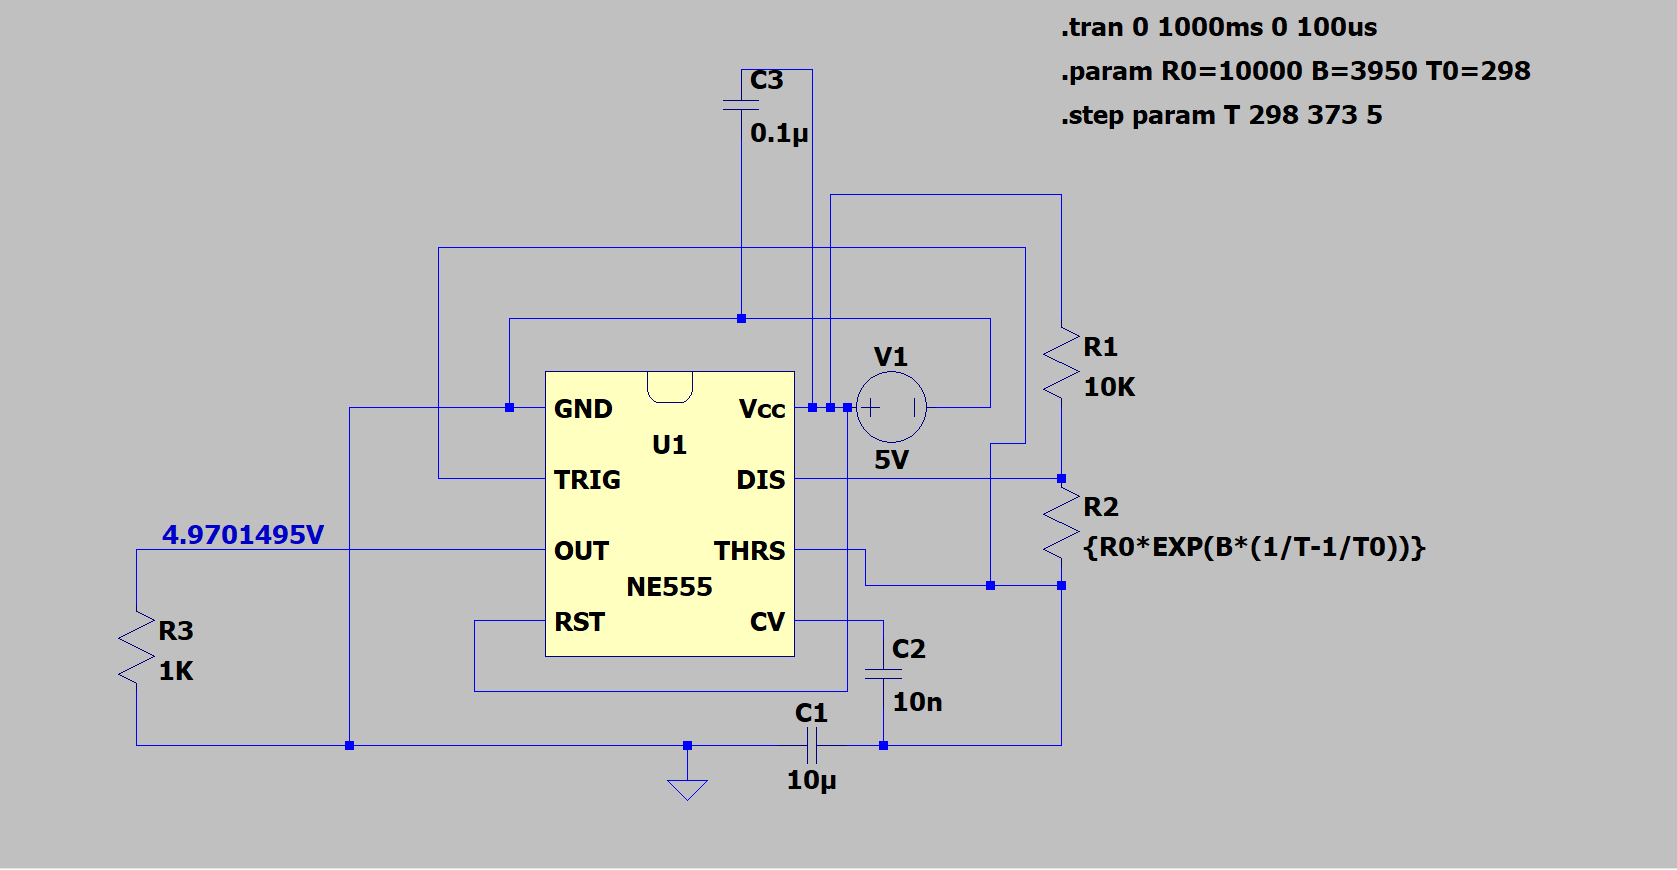 .tran 0 1000ms 0 100us
.param R0=10000 B=3950 T0=298
.step param T 298 373 5
C3
0.1µ
R1
10K
V1
5V
GND
Vcc
U1
TRIG
DIS
R2
{R0*EXP(B*(1/T-1/T0))}
4.9701495V
OUT
THRS
NE555
RST
CV
R3
1K
C2
10n
C1
10µ